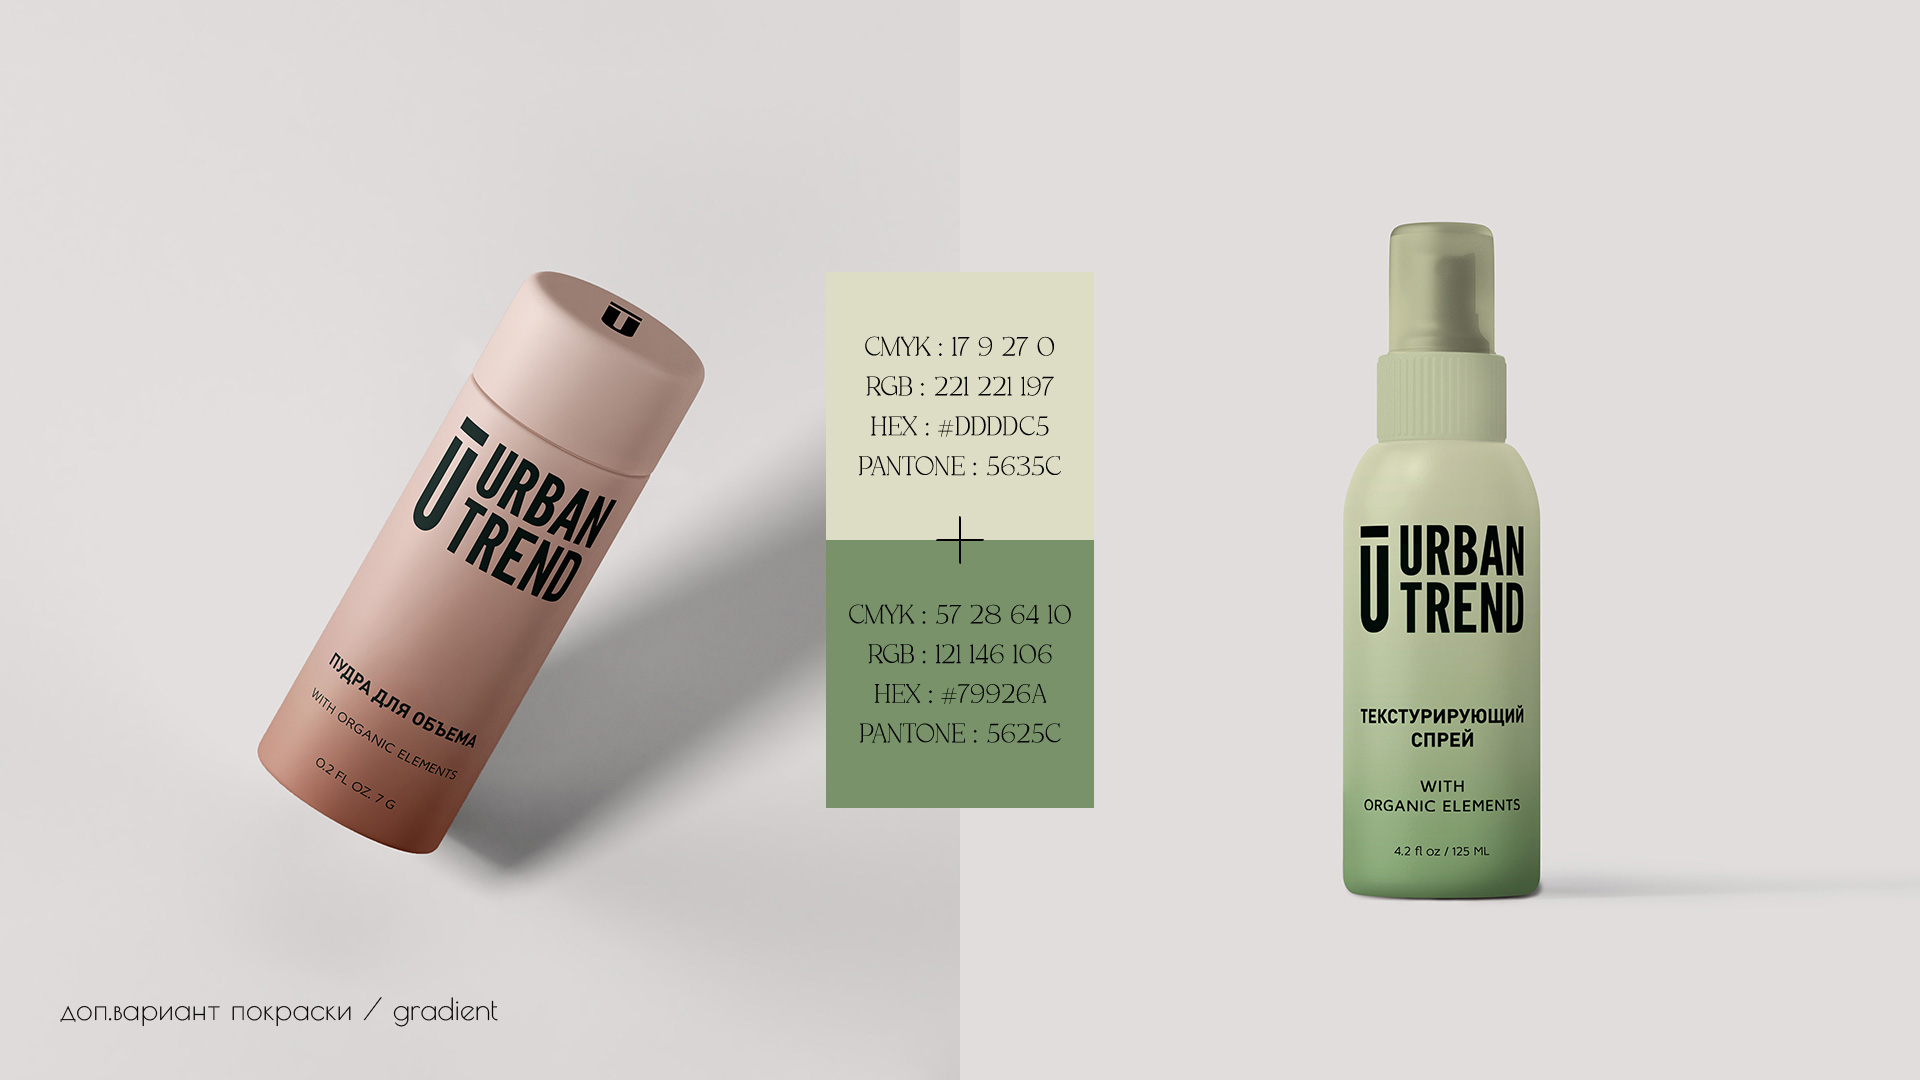 Ū
Ū URBAN
TREND
ПУДРА ДЛЯ ОБЪЕМА
WITH ORGANIC ELEMENTS
0.2 FL OZ. 7 G
CMYK : 17 9 27 0
RGB : 221 221 197
HEX : #DDDDC5
PANTONE : 5635C
CMYK : 57 28 64 10
RGB : 121 146 106
HEX : #79926A
PANTONE : 5625C
Ū URBAN
TREND
ТЕКСТУРИРУЮЩИЙ
СПРЕЙ
WITH
ORGANIC ELEMENTS
4.2 fl oz / 125 ML
доп.вариант покраски / gradient